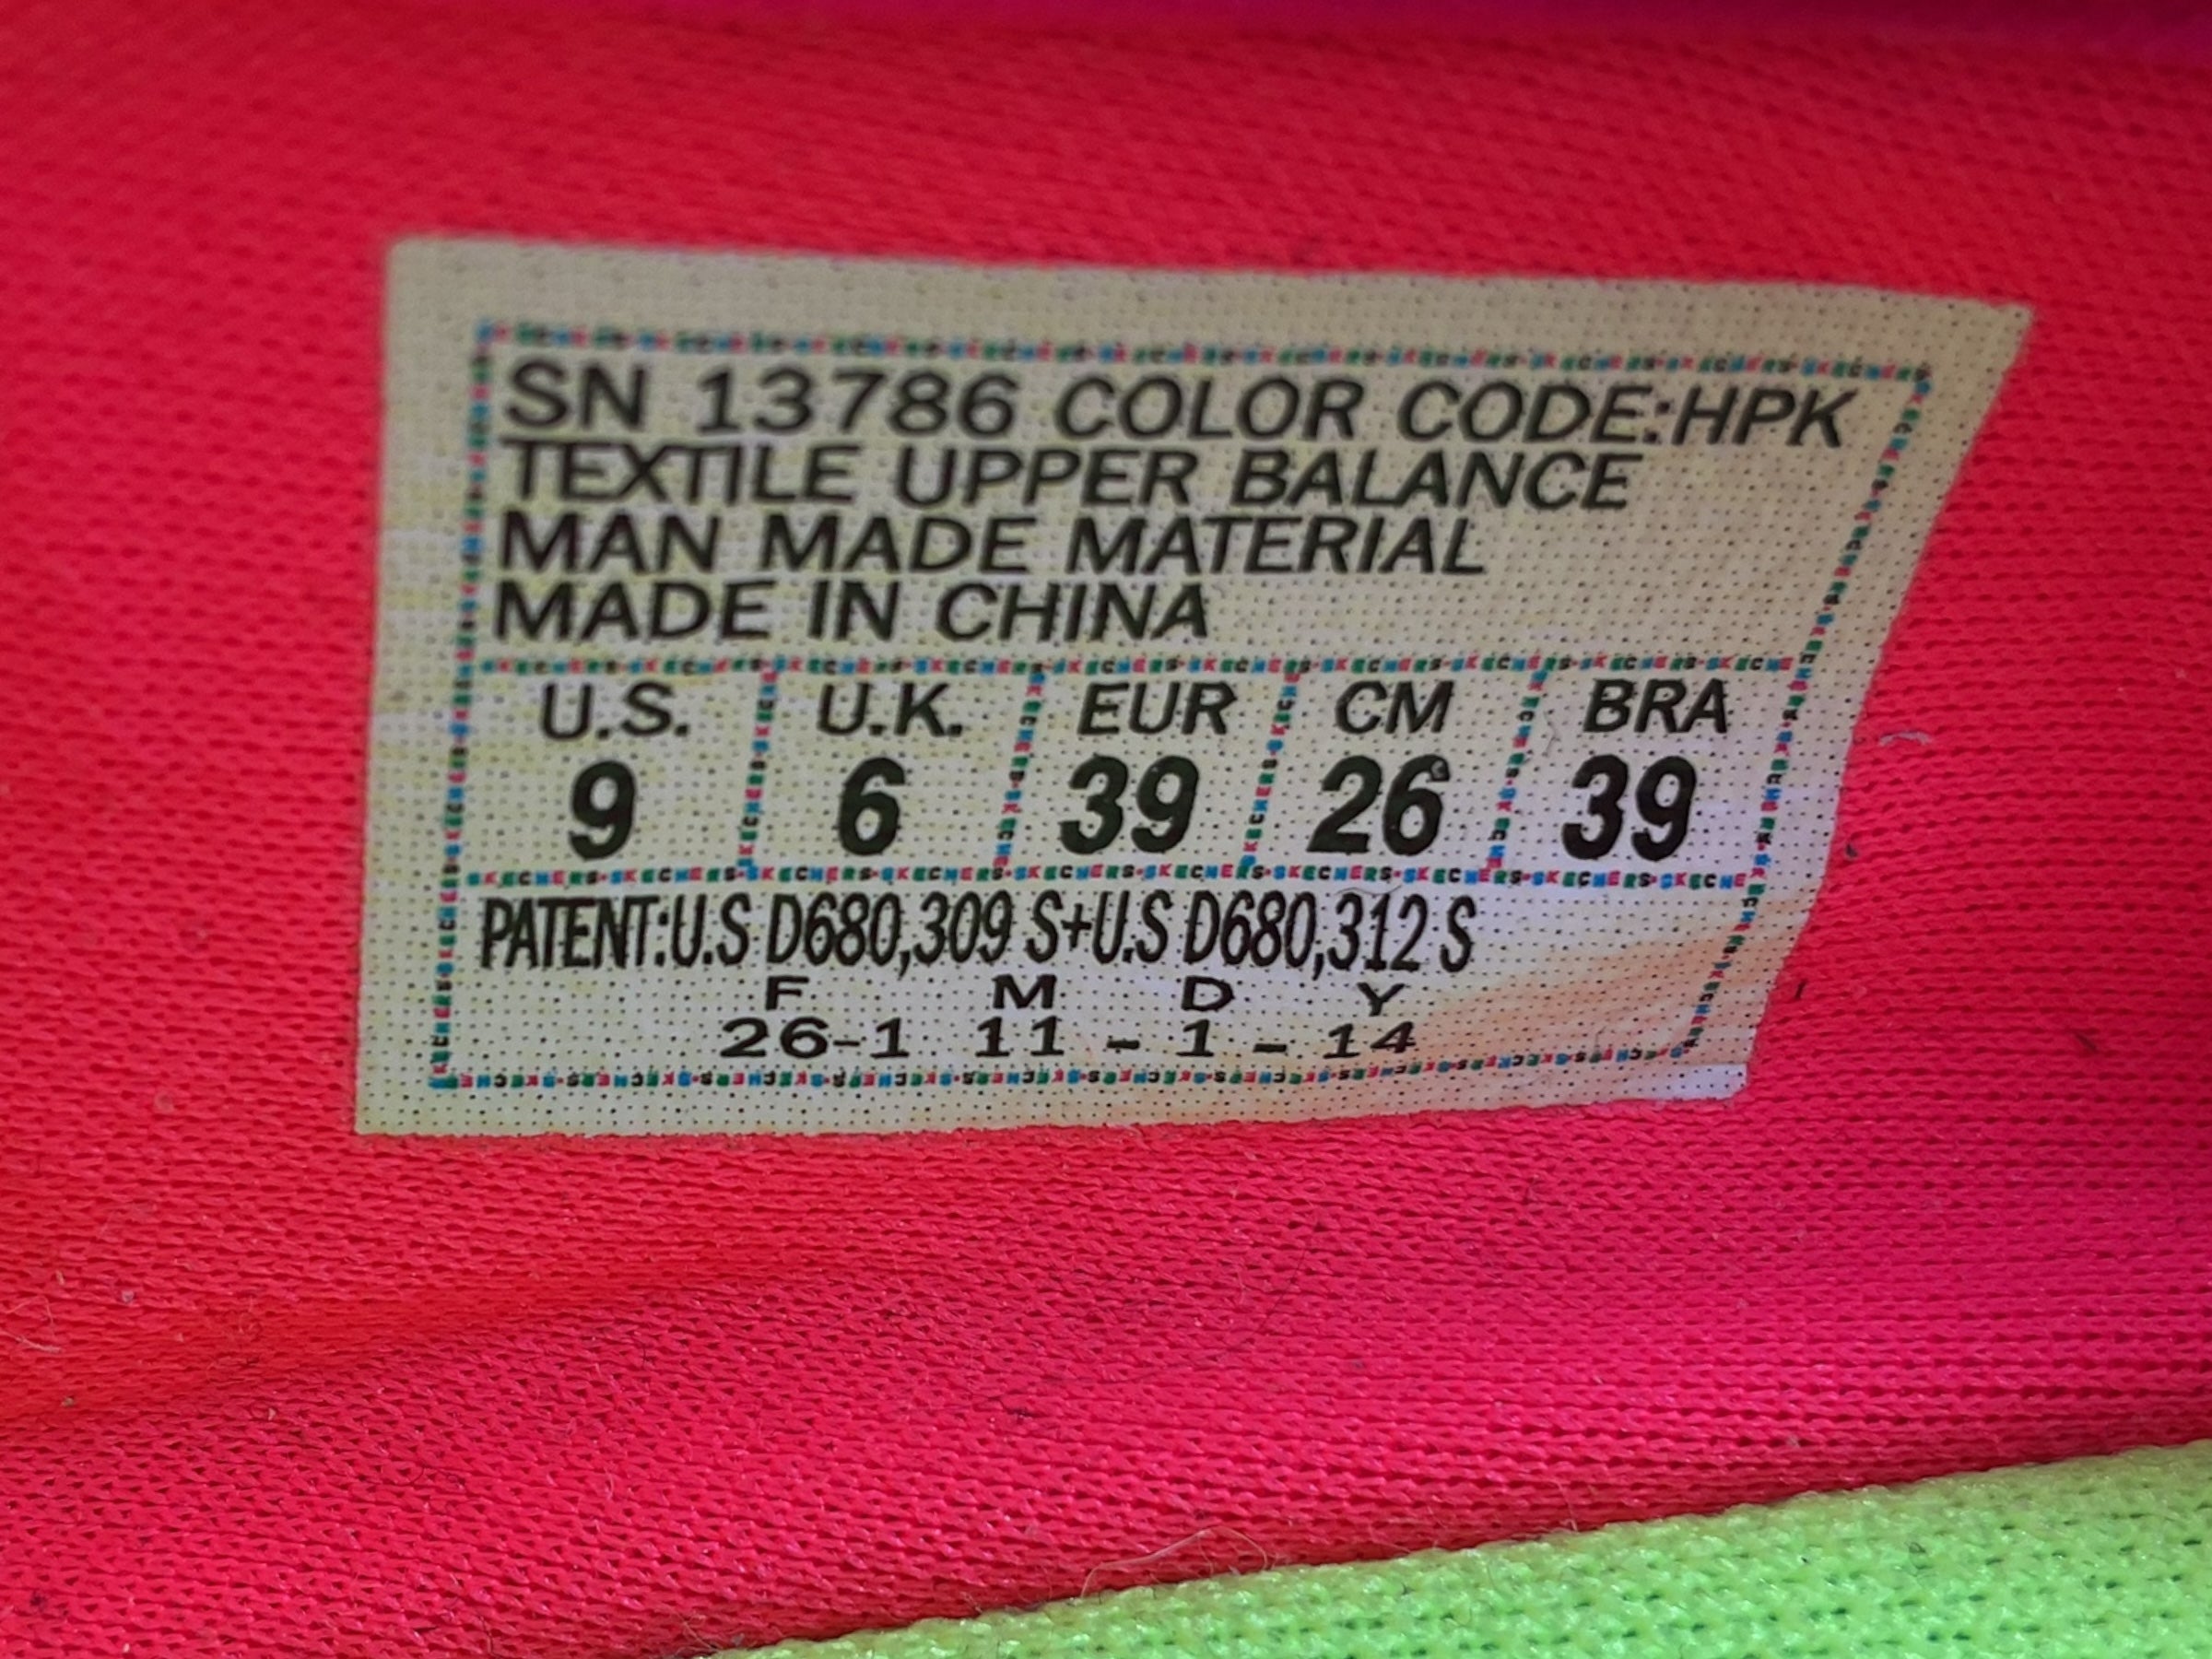 SN 13786 COLOR CODE:HPK
TEXTILE UPPER BALANCE
MAN MADE MATERIAL
MADE IN CHINA
U.S. U.K. EUR CM BRA
9 6 39 26 39
PATENT:U.S D680,309 S+U.S D680,312 S
F M D Y
26-1 11 - 1 - 14